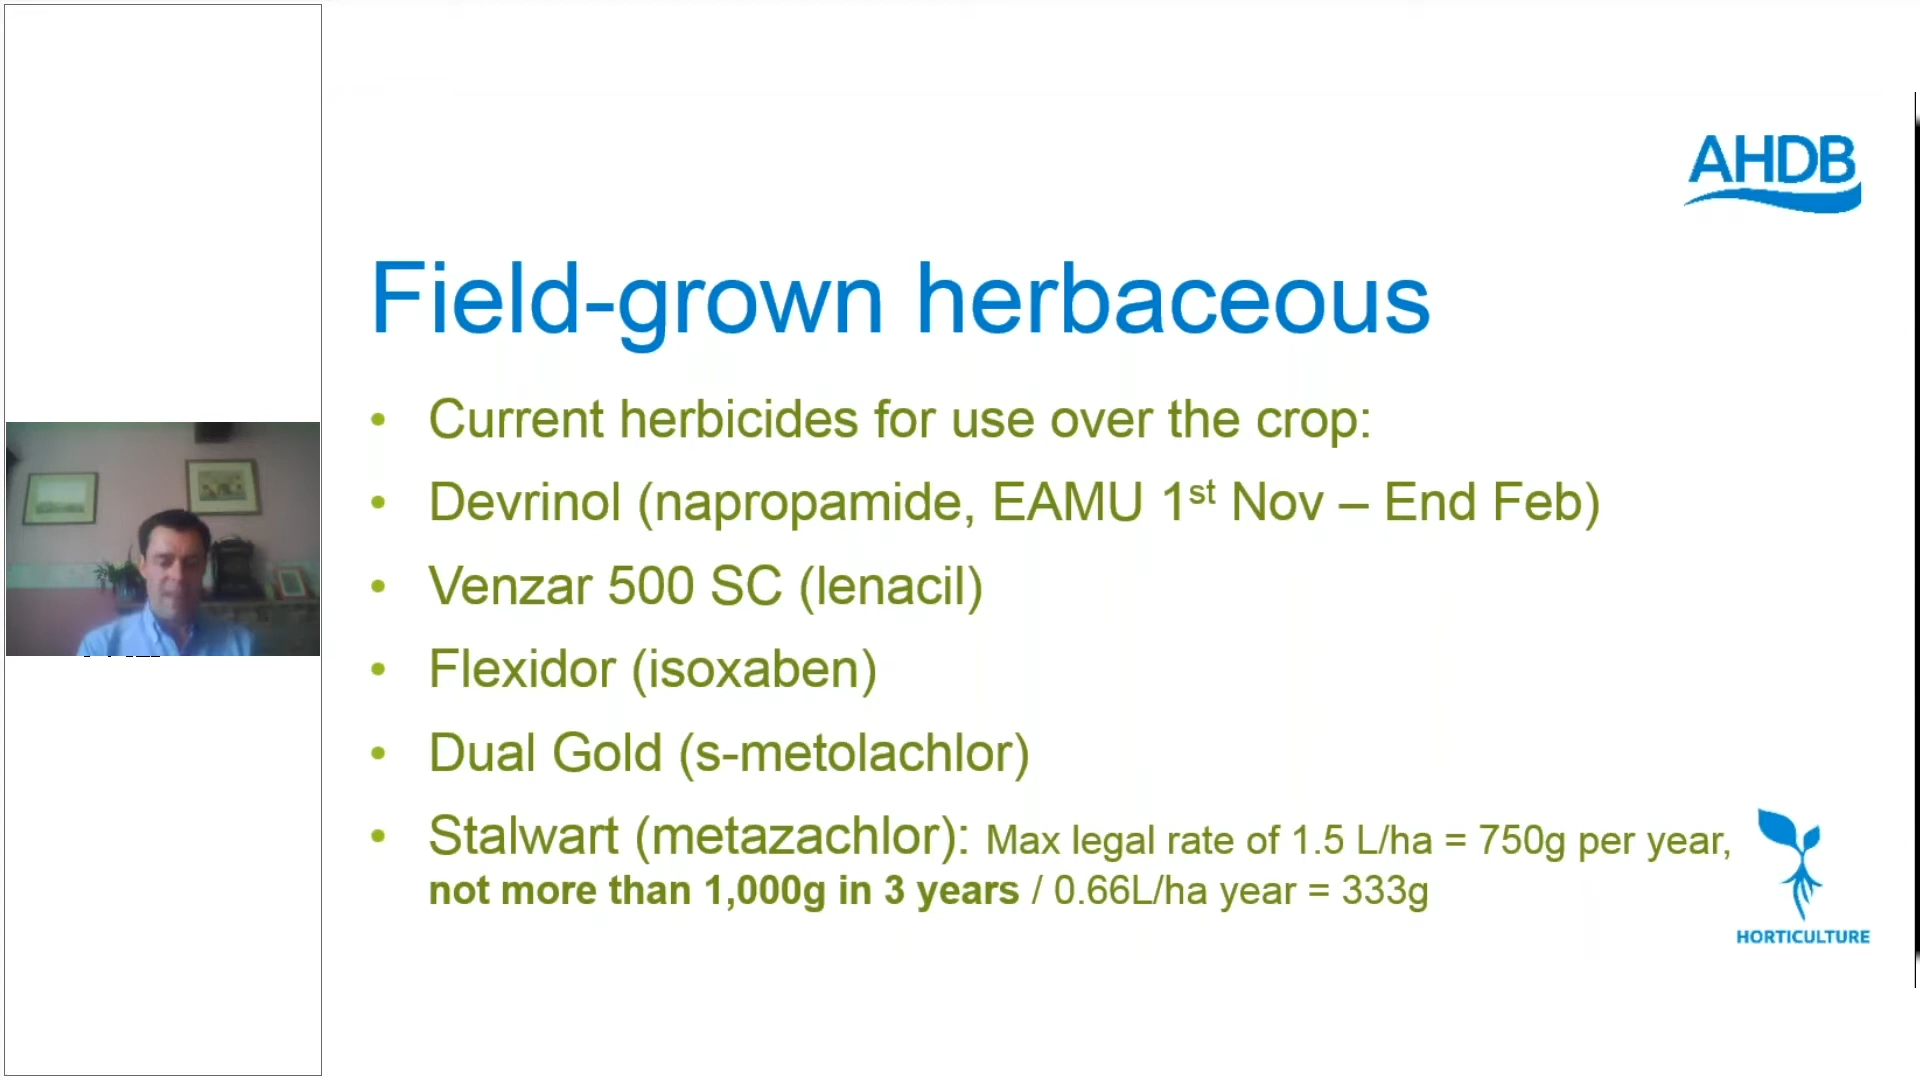 AHDB
Field-grown herbaceous
• Current herbicides for use over the crop:
• Devrinol (napropamide, EAMU 1st Nov – End Feb)
• Venzar 500 SC (lenacil)
• Flexidor (isoxaben)
• Dual Gold (s-metolachlor)
• Stalwart (metazachlor): Max legal rate of 1.5 L/ha = 750g per year,
not more than 1,000g in 3 years / 0.66L/ha year = 333g
HORTICULTURE